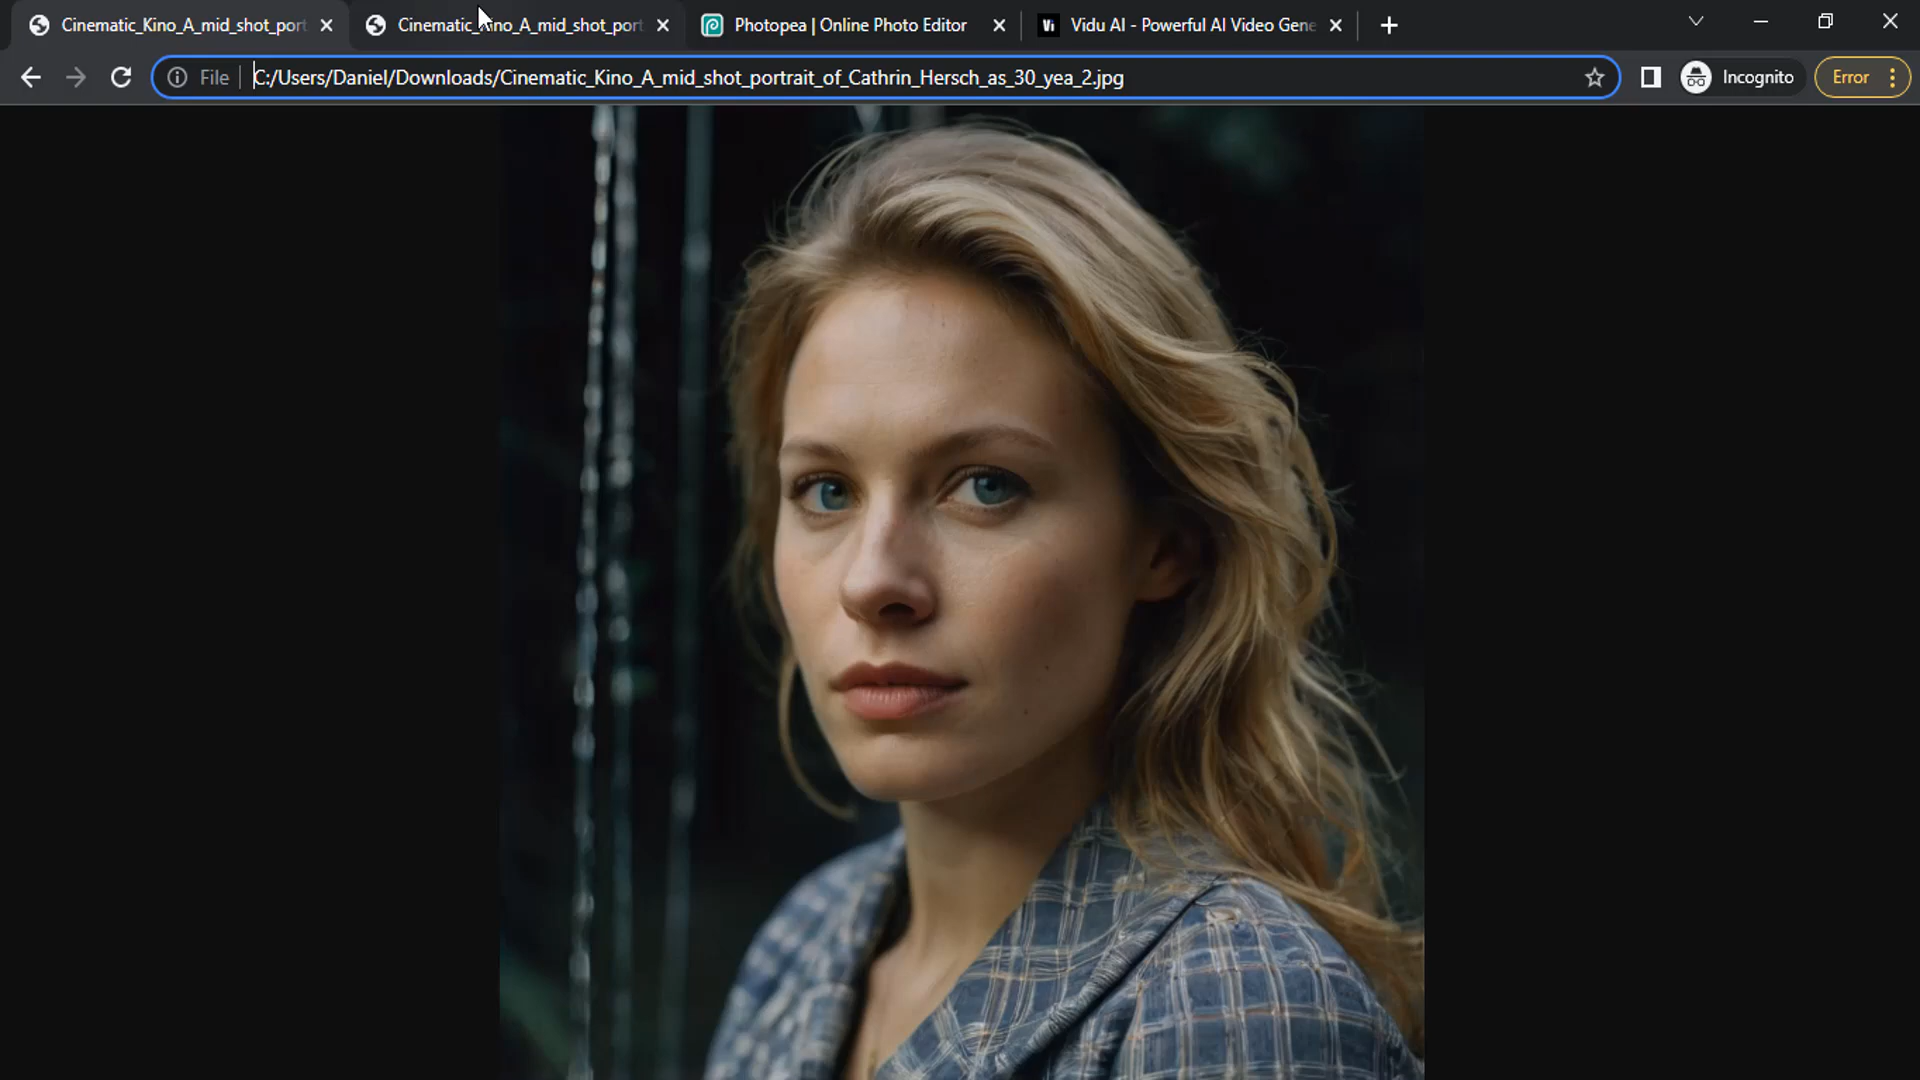 Cinematic_Kino_A_mid_shot_port
Cinematic_Kino_A_mid_shot_port
Photopea | Online Photo Editor
Vi
Vidu AI - Powerful AI Video Gene
File
C:/Users/Daniel/Downloads/Cinematic_Kino_A_mid_shot_portrait_of_Cathrin_Hersch_as_30_yea_2.jpg
Incognito
Error